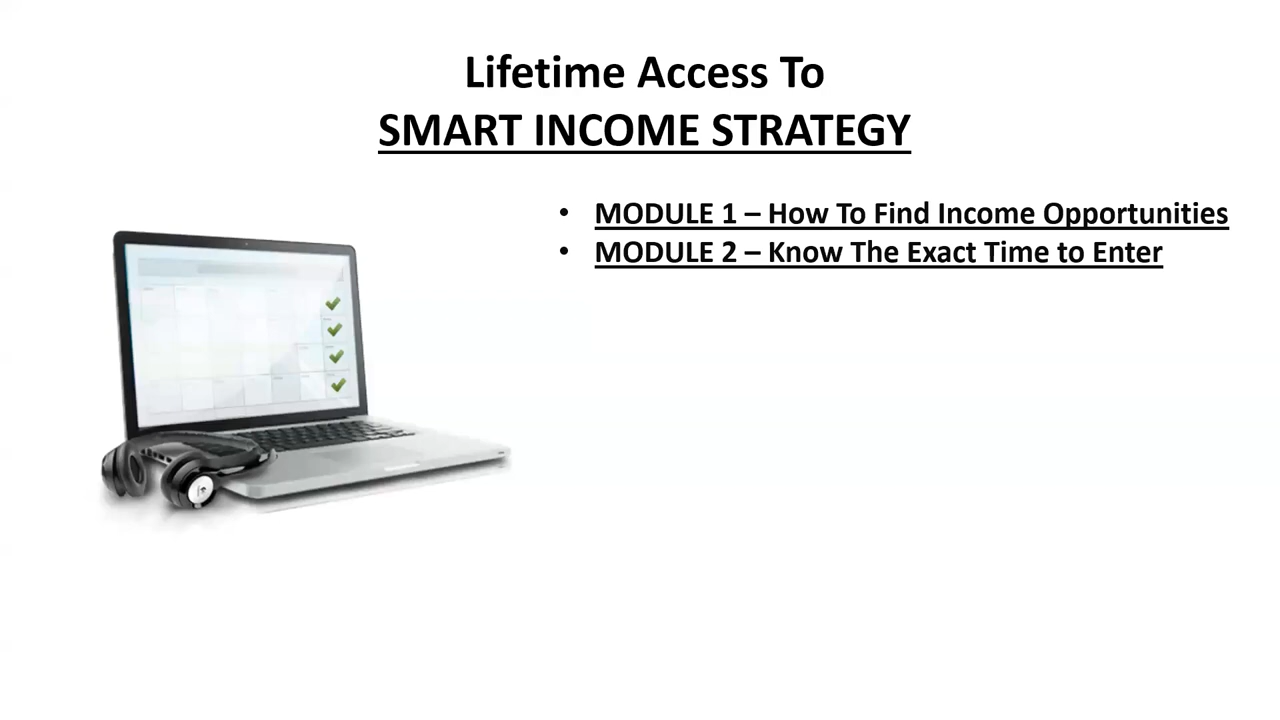 Lifetime Access To
SMART INCOME STRATEGY
• MODULE 1 – How To Find Income Opportunities
• MODULE 2 – Know The Exact Time to Enter